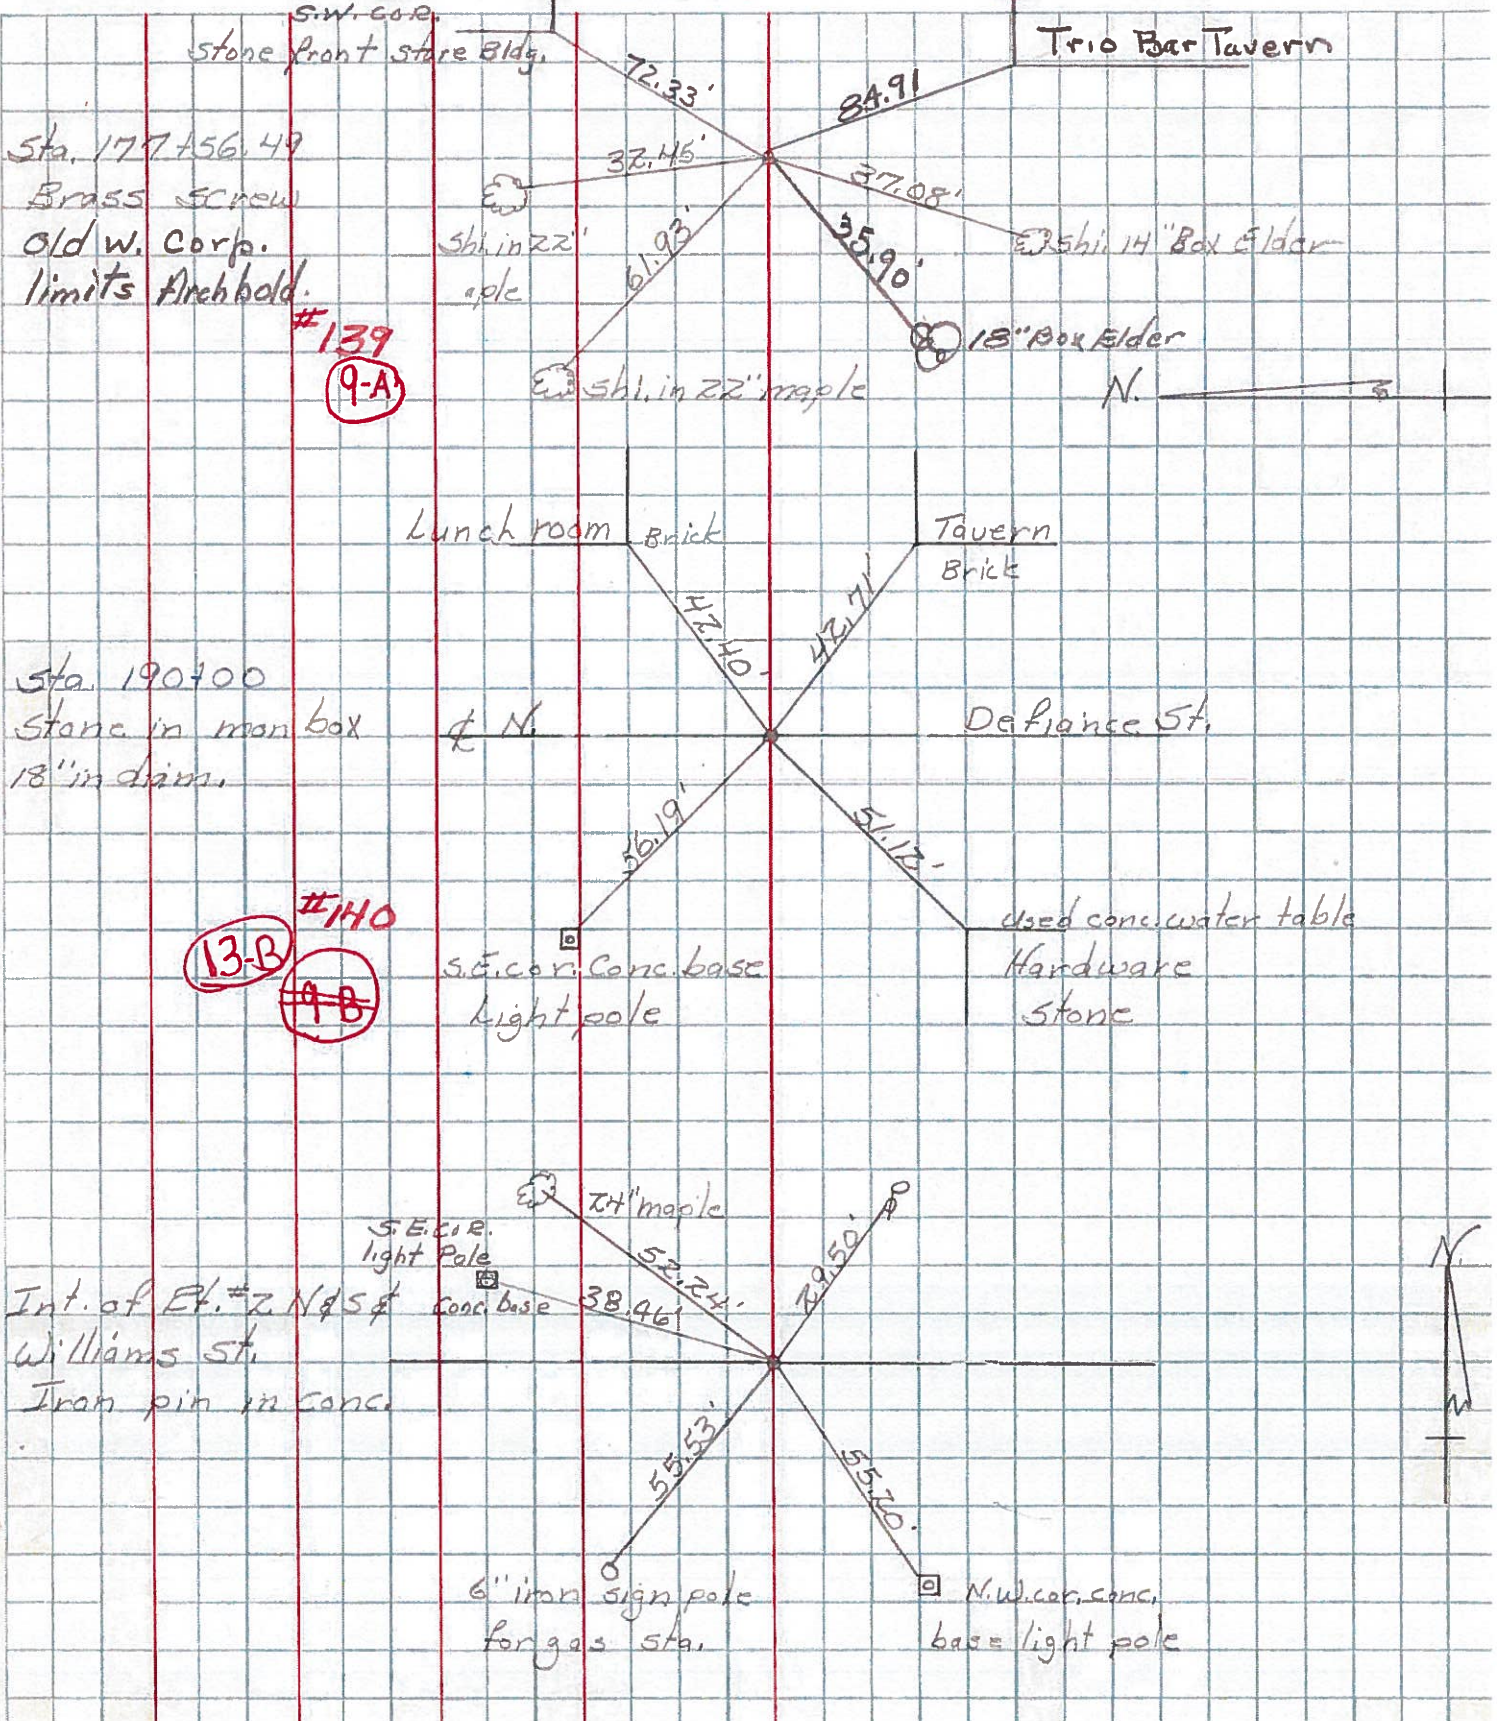 S.W. COR.
Stone front store Bldg.
Trio Bar Tavern
72.33'
84.91
Sta. 177+56.49
32.45'
37.08'
Brass Screw
Old W. Corp.
Shi. in 22"
61.93'
35.90'
Shi. 14" Box Elder
limits Archbold.
aple
#139
18" Box Elder
9-A
Shi. in 22" maple
N.
Lunch room
Brick
Tavern
Brick
42.40'
42.71'
Sta. 190+00
Stone in mon box
℄ N.
Defiance St.
18" in diam.
56.19'
51.12'
#140
Used conc. water table
13-B
S.E. cor. Conc. base
Hardware
9-B
Light pole
Stone
24" maple
S.E. COR.
light Pole
52.24'
29.50'
N.
Int. of Rt. #2 N & S ℄
Conc. base
38.46'
Williams St.
Iron pin in conc.
55.53'
55.20'
6" iron sign pole
N.W. cor. conc.
for gas sta.
base light pole